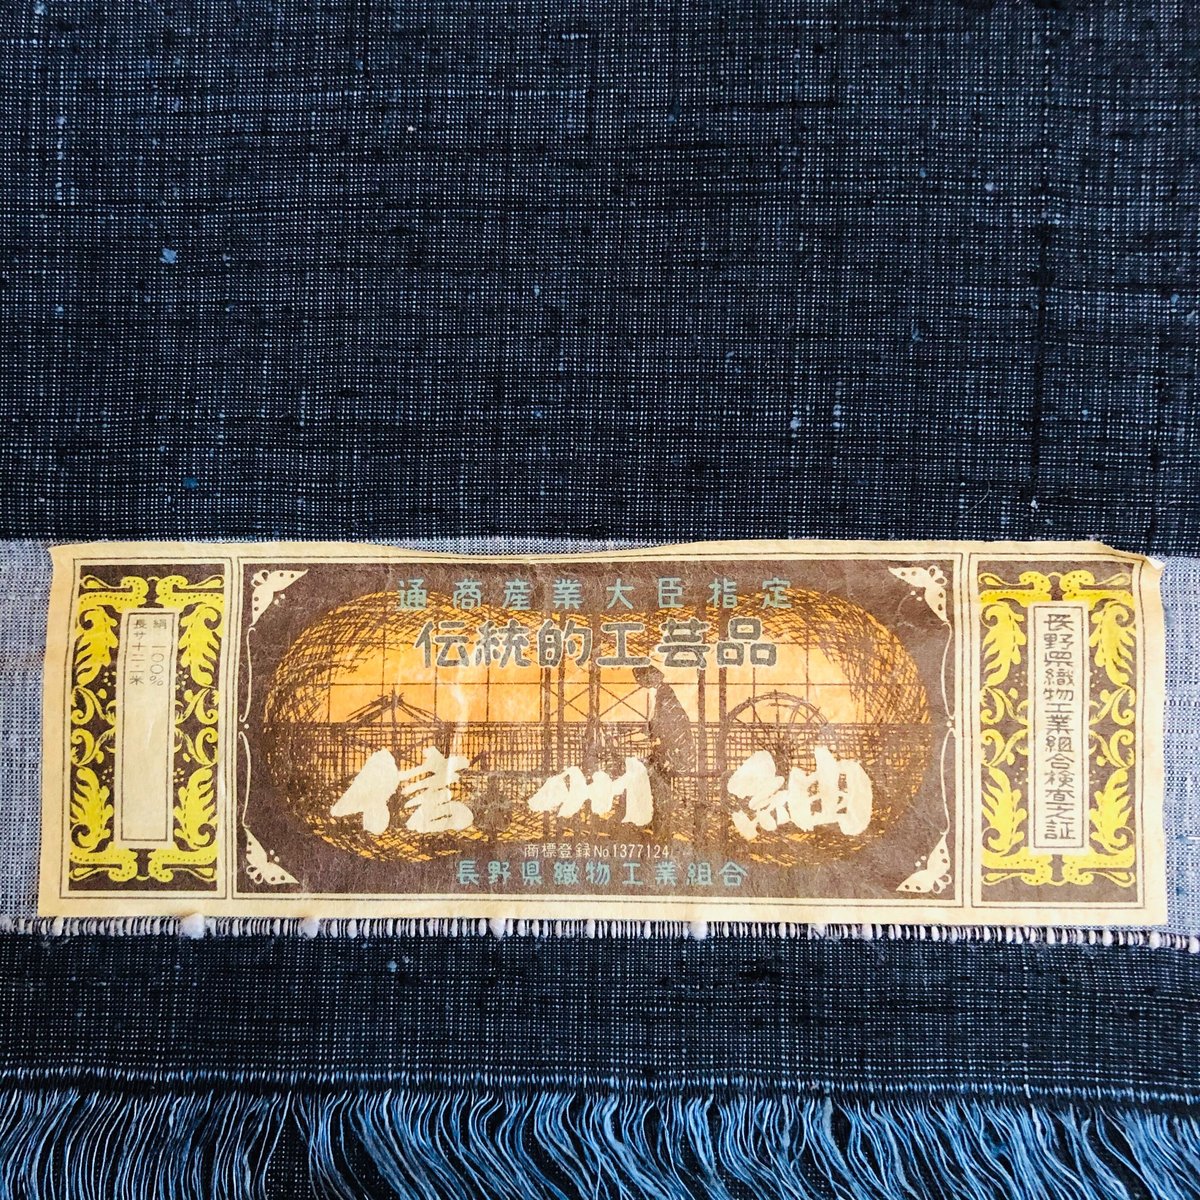 通商産業大臣指定
伝統的工芸品
信州紬
商標登録No1377124
長野県織物工業組合
長野県織物工業組合検査之証
絹 一〇〇%
長サ十二米